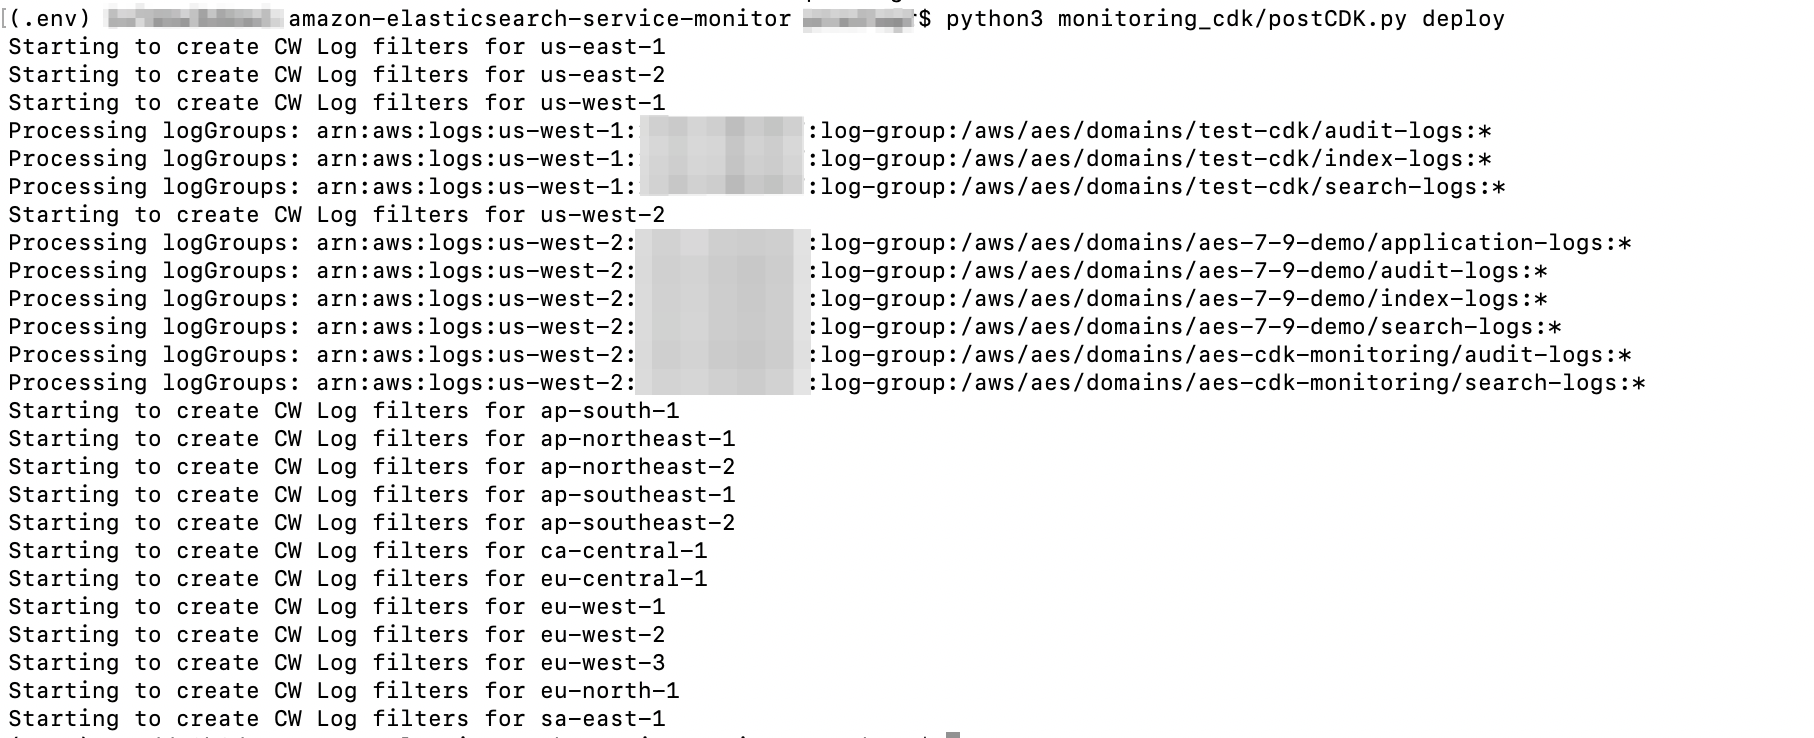 (.env) amazon-elasticsearch-service-monitor $ python3 monitoring_cdk/postCDK.py deploy
Starting to create CW Log filters for us-east-1
Starting to create CW Log filters for us-east-2
Starting to create CW Log filters for us-west-1
Processing logGroups: arn:aws:logs:us-west-1: :log-group:/aws/aes/domains/test-cdk/audit-logs:*
Processing logGroups: arn:aws:logs:us-west-1: :log-group:/aws/aes/domains/test-cdk/index-logs:*
Processing logGroups: arn:aws:logs:us-west-1: :log-group:/aws/aes/domains/test-cdk/search-logs:*
Starting to create CW Log filters for us-west-2
Processing logGroups: arn:aws:logs:us-west-2: :log-group:/aws/aes/domains/aes-7-9-demo/application-logs:*
Processing logGroups: arn:aws:logs:us-west-2: :log-group:/aws/aes/domains/aes-7-9-demo/audit-logs:*
Processing logGroups: arn:aws:logs:us-west-2: :log-group:/aws/aes/domains/aes-7-9-demo/index-logs:*
Processing logGroups: arn:aws:logs:us-west-2: :log-group:/aws/aes/domains/aes-7-9-demo/search-logs:*
Processing logGroups: arn:aws:logs:us-west-2: :log-group:/aws/aes/domains/aes-cdk-monitoring/audit-logs:*
Processing logGroups: arn:aws:logs:us-west-2: :log-group:/aws/aes/domains/aes-cdk-monitoring/search-logs:*
Starting to create CW Log filters for ap-south-1
Starting to create CW Log filters for ap-northeast-1
Starting to create CW Log filters for ap-northeast-2
Starting to create CW Log filters for ap-southeast-1
Starting to create CW Log filters for ap-southeast-2
Starting to create CW Log filters for ca-central-1
Starting to create CW Log filters for eu-central-1
Starting to create CW Log filters for eu-west-1
Starting to create CW Log filters for eu-west-2
Starting to create CW Log filters for eu-west-3
Starting to create CW Log filters for eu-north-1
Starting to create CW Log filters for sa-east-1